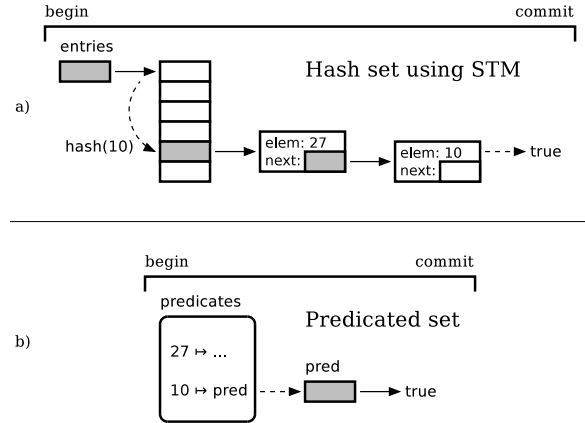 begin commit
entries
Hash set using STM
a)
hash(10)
elem: 27
next:
elem: 10
next:
true
begin commit
predicates
Predicated set
b)
27 ↦ ...
pred
10 ↦ pred
true